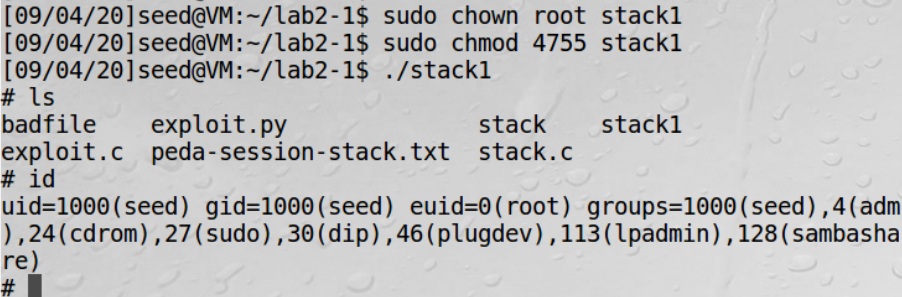 [09/04/20]seed@VM:~/lab2-1$ sudo chown root stack1
[09/04/20]seed@VM:~/lab2-1$ sudo chmod 4755 stack1
[09/04/20]seed@VM:~/lab2-1$ ./stack1
# ls
badfile    exploit.py             stack    stack1
exploit.c  peda-session-stack.txt  stack.c
# id
uid=1000(seed) gid=1000(seed) euid=0(root) groups=1000(seed),4(adm
),24(cdrom),27(sudo),30(dip),46(plugdev),113(lpadmin),128(sambasha
re)
#